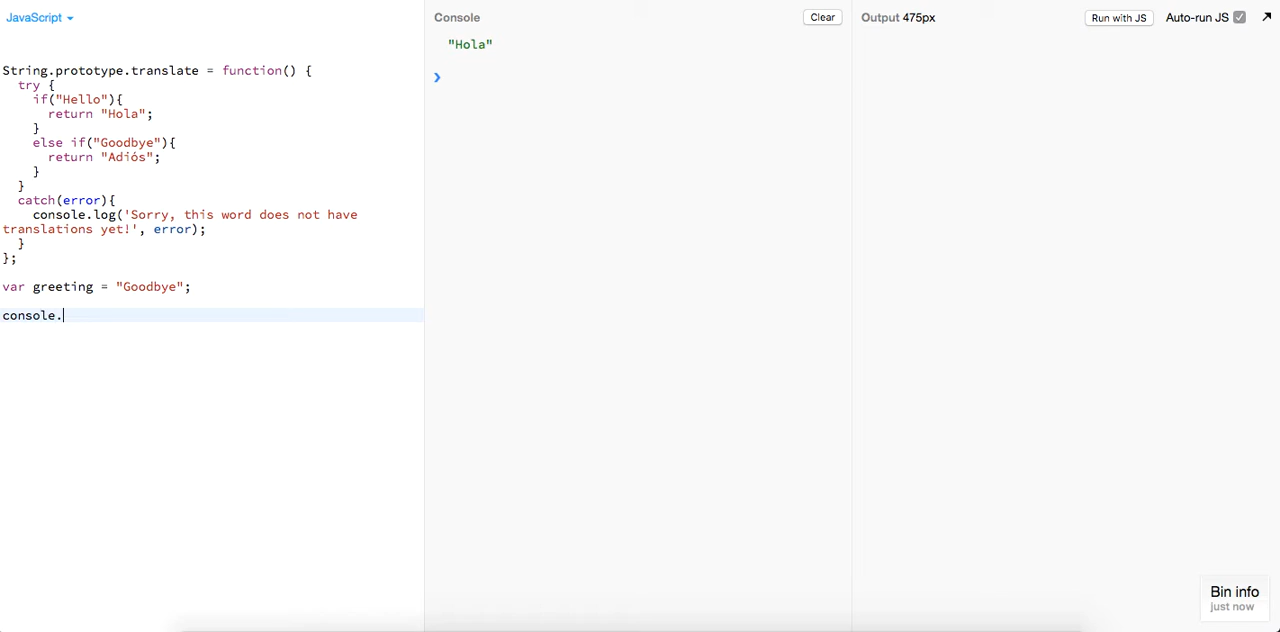 JavaScript
Console
Clear
Output 475px
Run with JS
Auto-run JS
"Hola"
String.prototype.translate = function() {
try {
if("Hello"){
return "Hola";
}
else if("Goodbye"){
return "Adiós";
}
}
catch(error){
console.log('Sorry, this word does not have
translations yet!', error);
}
};
var greeting = "Goodbye";
console.
Bin info
just now